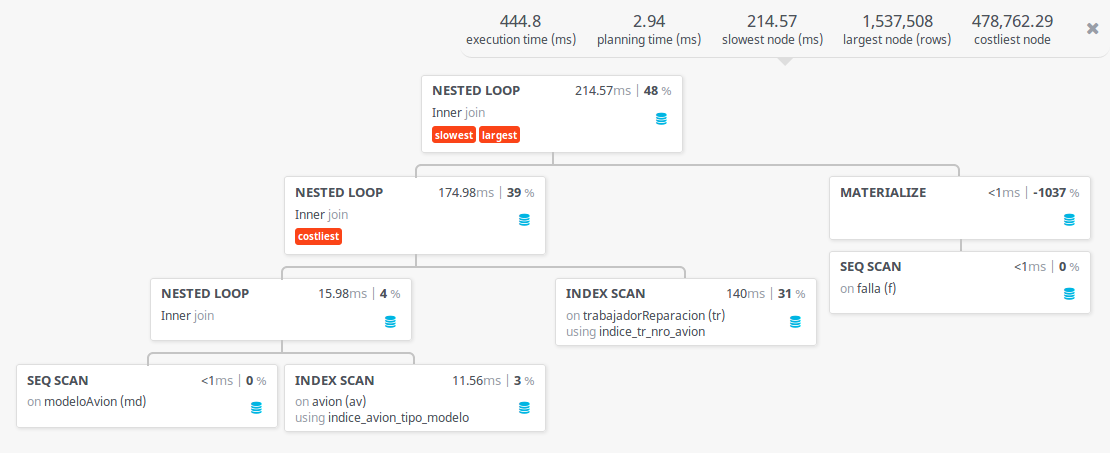 444.8 2.94 214.57 1,537,508 478,762.29
execution time (ms) planning time (ms) slowest node (ms) largest node (rows) costliest node
NESTED LOOP 214.57ms | 48 %
Inner join
slowest largest
NESTED LOOP 174.98ms | 39 %
Inner join
costliest
MATERIALIZE <1ms | -1037 %
NESTED LOOP 15.98ms | 4 %
Inner join
INDEX SCAN 140ms | 31 %
on trabajadorReparacion (tr)
using indice_tr_nro_avion
SEQ SCAN <1ms | 0 %
on falla (f)
SEQ SCAN <1ms | 0 %
on modeloAvion (md)
INDEX SCAN 11.56ms | 3 %
on avion (av)
using indice_avion_tipo_modelo